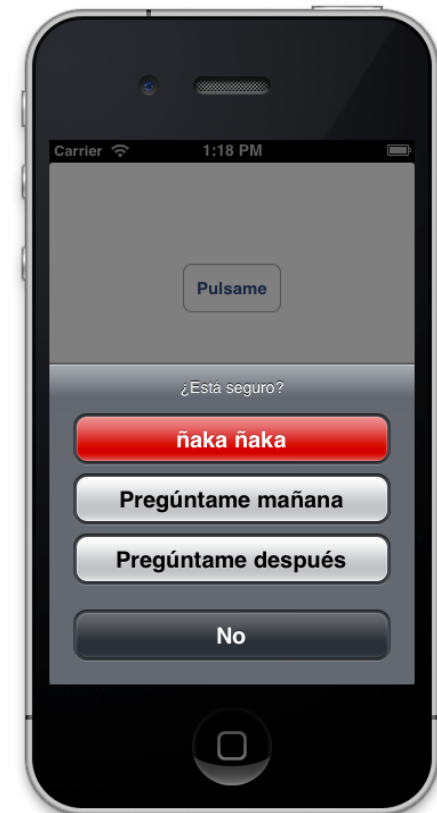 Carrier
1:18 PM
Pulsame
¿Está seguro?
ñaka ñaka
Pregúntame mañana
Pregúntame después
No